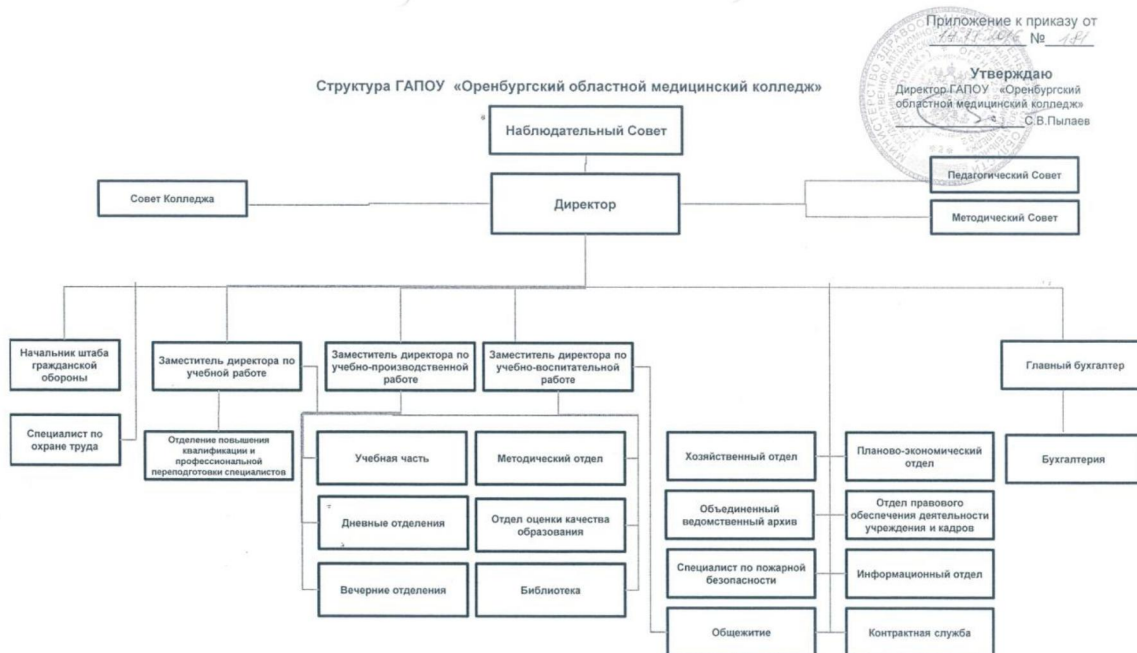 Приложение к приказу от
14.11.2016 № 181
Утверждаю
Директор ГАПОУ «Оренбургский
областной медицинский колледж»
С.В.Пылаев
Структура ГАПОУ «Оренбургский областной медицинский колледж»
Наблюдательный Совет
Совет Колледжа
Директор
Педагогический Совет
Методический Совет
Начальник штаба
гражданской
обороны
Заместитель директора по
учебной работе
Заместитель директора по
учебно-производственной
работе
Заместитель директора по
учебно-воспитательной
работе
Главный бухгалтер
Специалист по
охране труда
Отделение повышения
квалификации и
профессиональной
переподготовки специалистов
Учебная часть
Методический отдел
Хозяйственный отдел
Планово-экономический
отдел
Бухгалтерия
Дневные отделения
Отдел оценки качества
образования
Объединенный
ведомственный архив
Отдел правового
обеспечения деятельности
учреждения и кадров
Вечерние отделения
Библиотека
Специалист по пожарной
безопасности
Информационный отдел
Общежитие
Контрактная служба